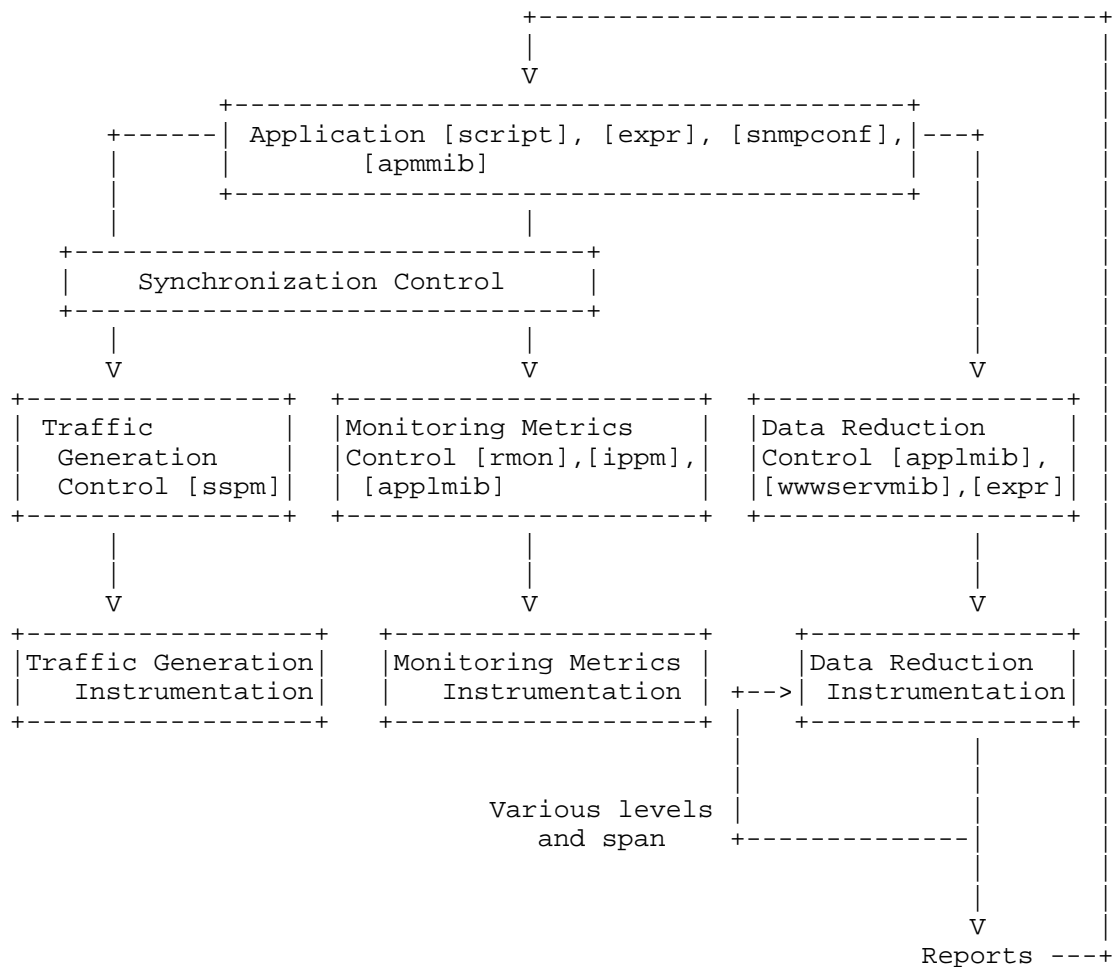 Application [script], [expr], [snmpconf],
[apmmib]
Synchronization Control
Traffic
Generation
Control [sspm]
Monitoring Metrics
Control [rmon],[ippm],
[applmib]
Data Reduction
Control [applmib],
[wwwservmib],[expr]
Traffic Generation
Instrumentation
Monitoring Metrics
Instrumentation
Data Reduction
Instrumentation
Various levels
and span
Reports